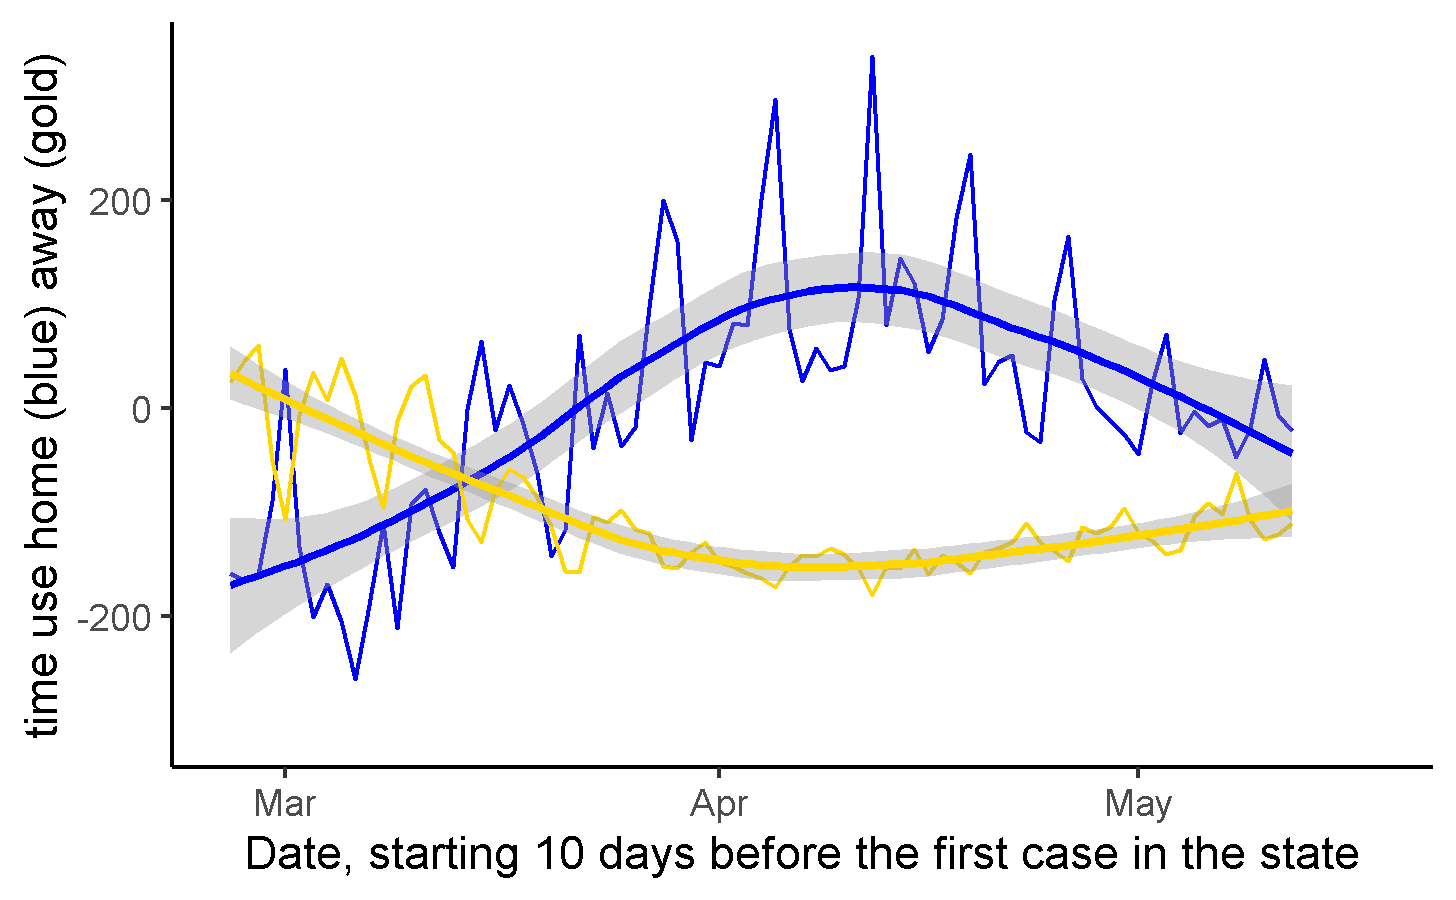 time use home (blue) away (gold)
200
0
-200
Mar Apr May
Date, starting 10 days before the first case in the state